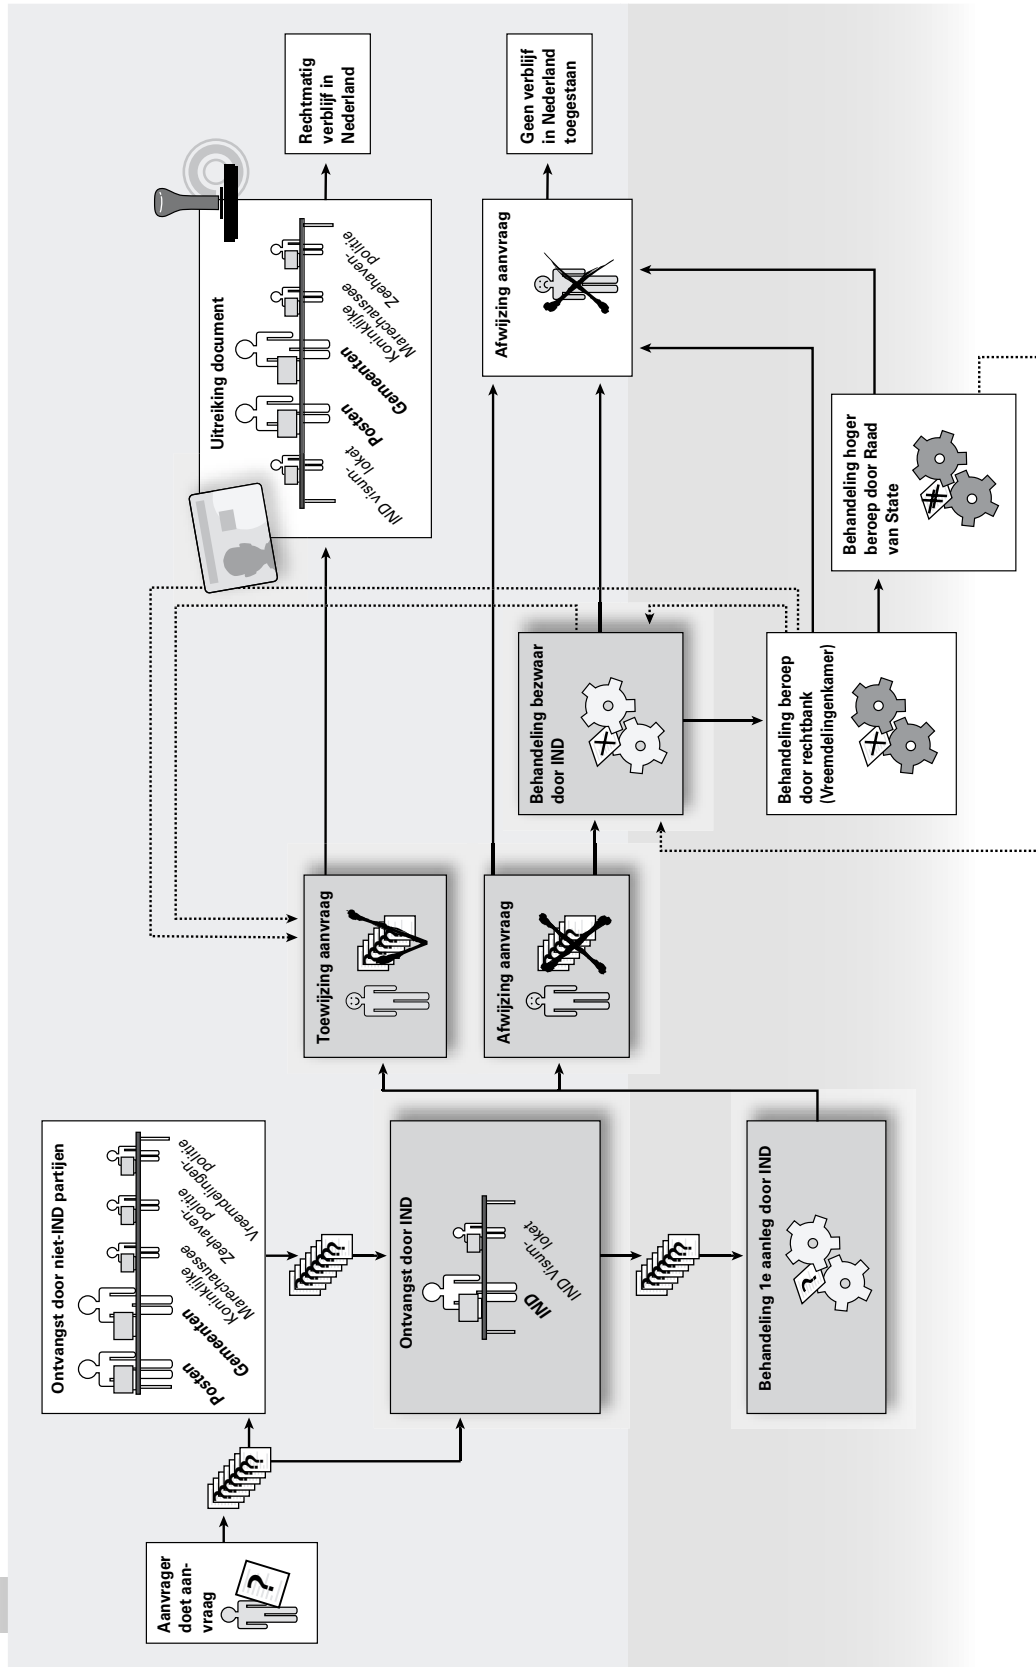 Aanvrager
doet aan-
vraag
Ontvangst door niet-IND partijen
Posten
Gemeenten
Koninklijke
Marechaussee
Zeehaven-
politie
Vreemdelingen-
politie
Ontvangst door IND
IND
IND Visum-
loket
Behandeling 1e aanleg door IND
Toewijzing aanvraag
Afwijzing aanvraag
Behandeling bezwaar
door IND
Behandeling beroep
door rechtbank
(Vreemdelingenkamer)
Behandeling hoger
beroep door Raad
van State
Uitreiking document
IND visum-
loket
Posten
Gemeenten
Koninklijke
Marechaussee
Zeehaven-
politie
Afwijzing aanvraag
Rechtmatig
verblijf in
Nederland
Geen verblijf
in Nederland
toegestaan